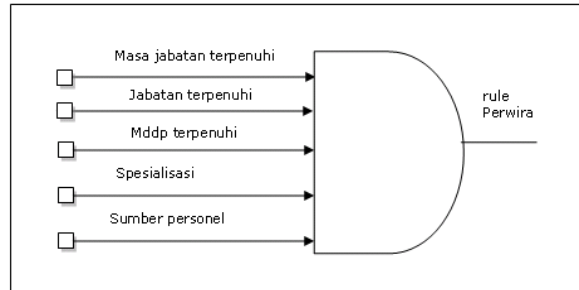 Masa jabatan terpenuhi
Jabatan terpenuhi
Mddp terpenuhi
Spesialisasi
Sumber personel
rule
Perwira